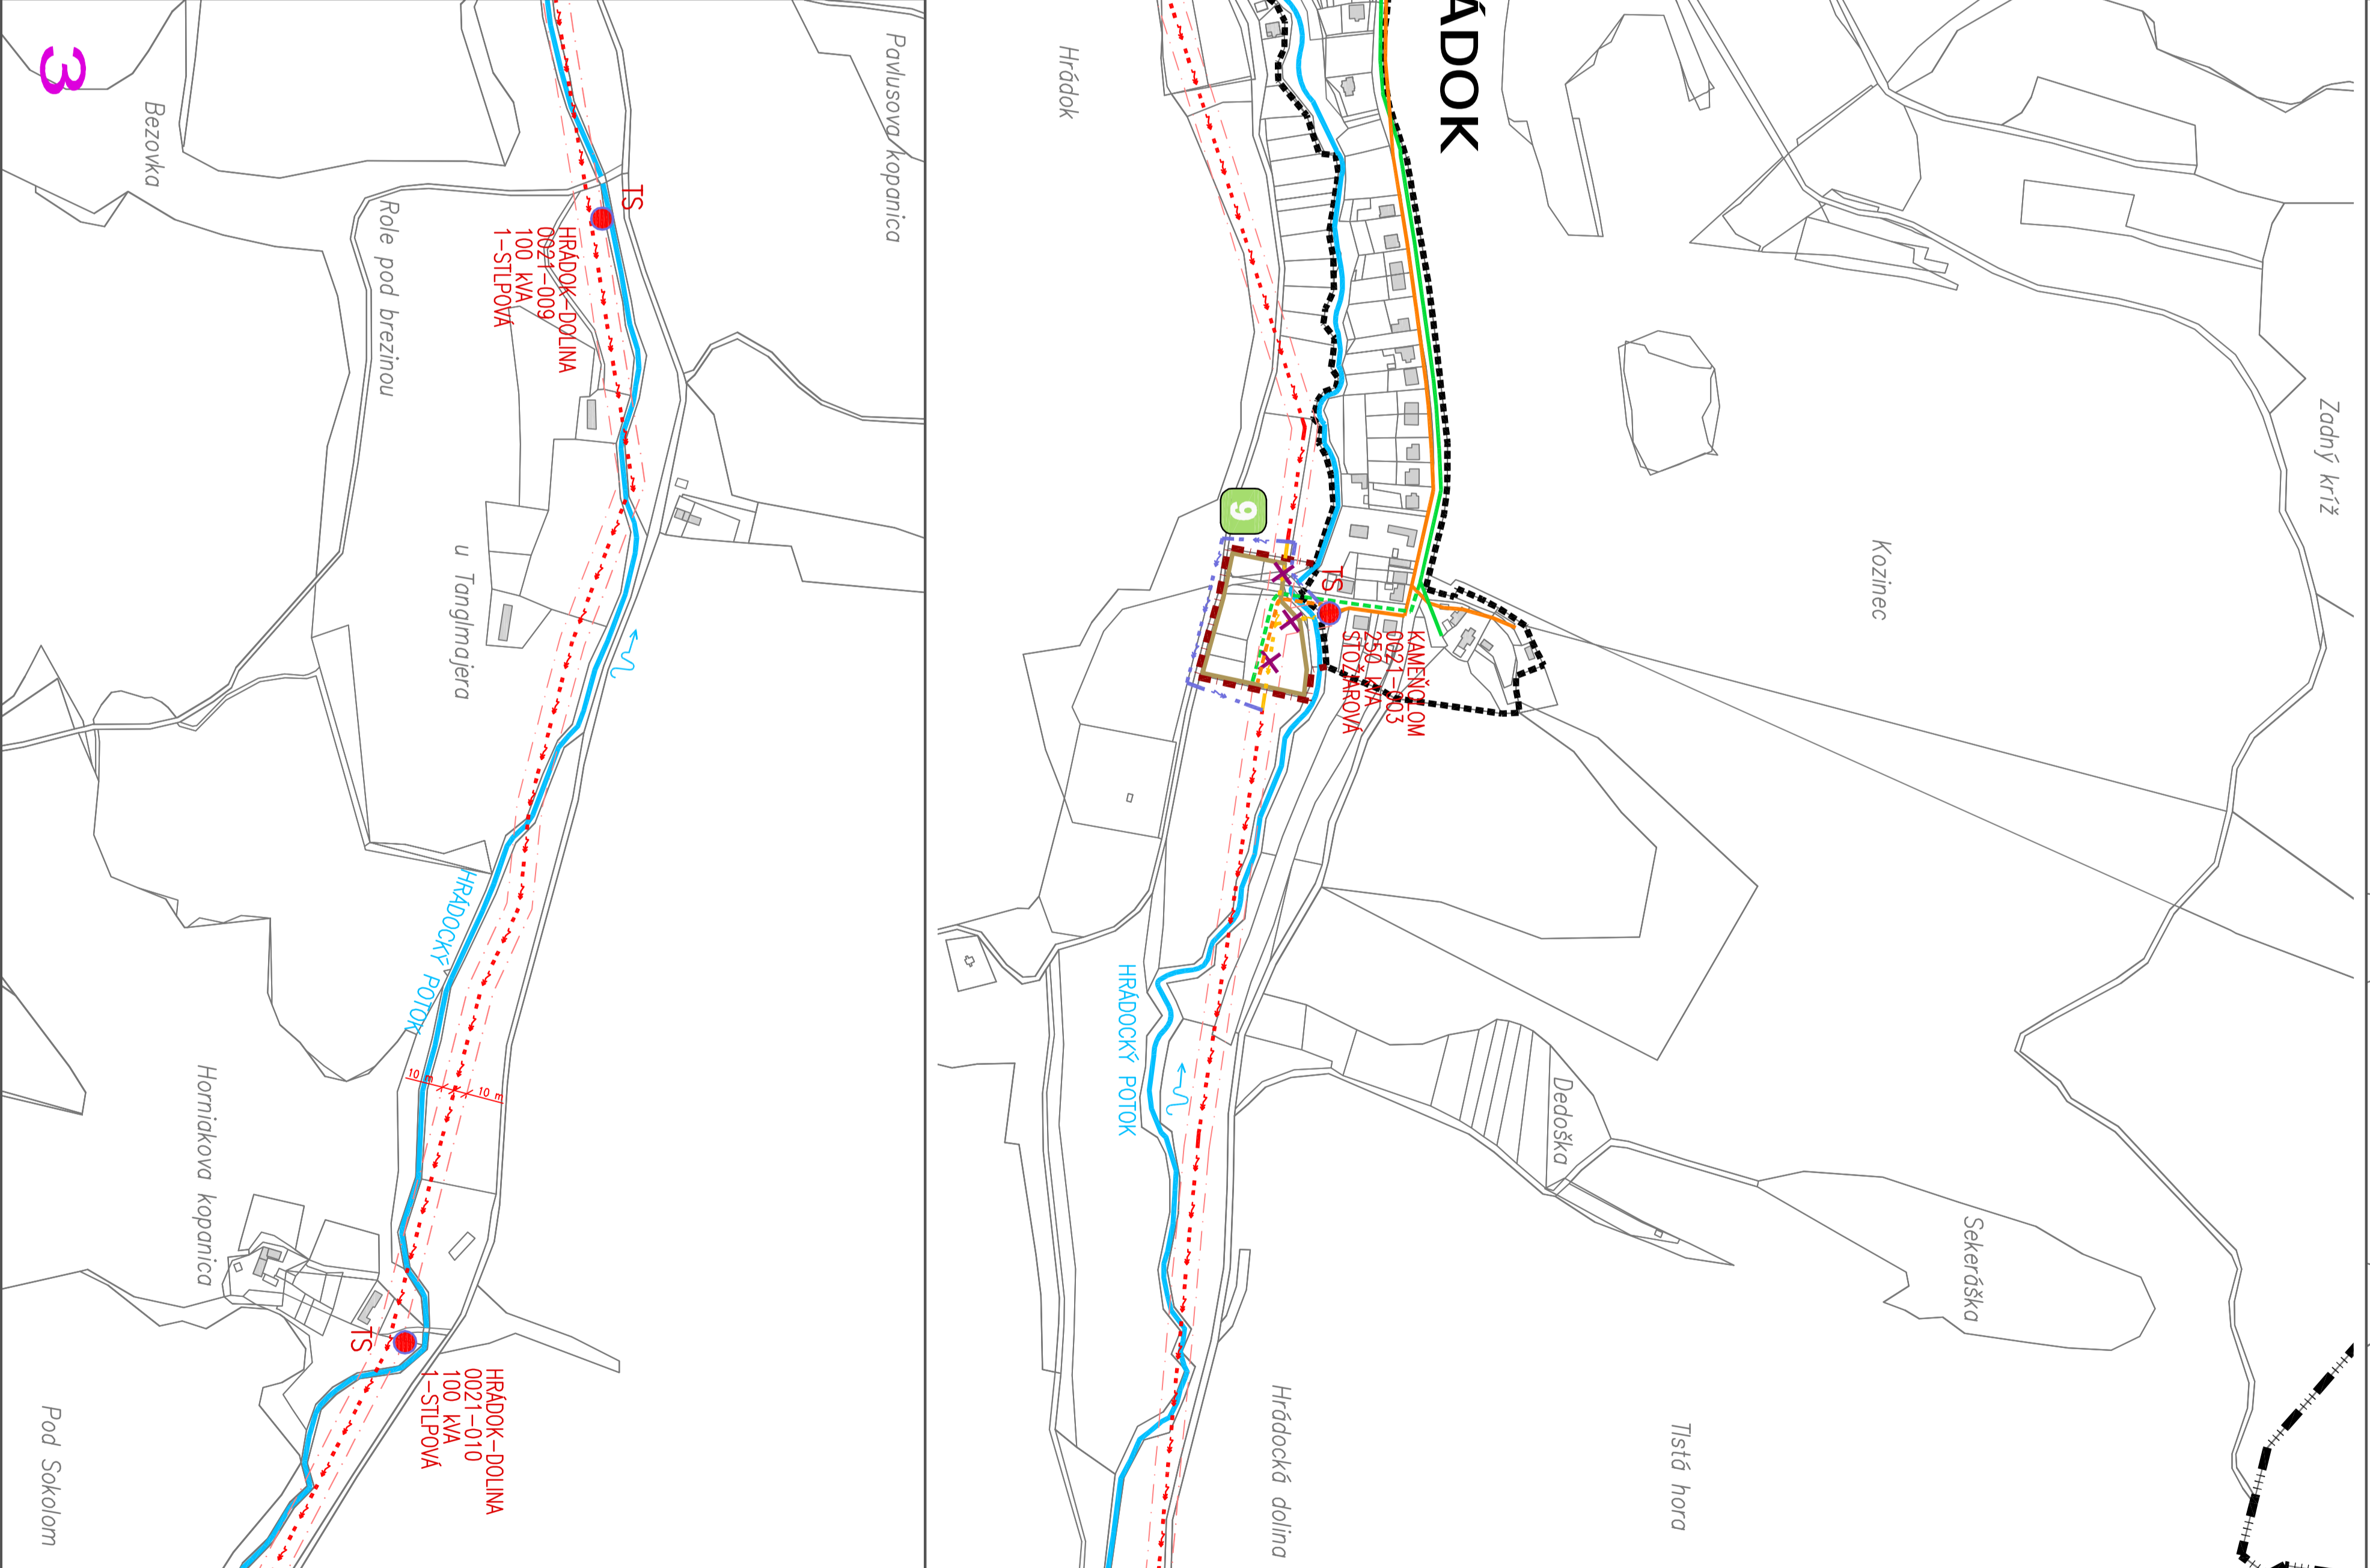 ÁDOK
Zadný kríž
Kozinec
Hrádok
9
TS
KAMEŇOLOM
0021-003
250 kVA
STOŽIAROVÁ
Dedoška
Sekeráška
HRÁDOCKÝ POTOK
Tlstá hora
Hrádocká dolina
Pavlusova kopanica
3
Bezovka
TS
HRÁDOK-DOLINA
0021-009
100 kVA
1-STLPOVÁ
Role pod brezinou
u Tanglmajera
HRÁDOCKÝ POTOK
10 m
10 m
Horniakova kopanica
TS
HRÁDOK-DOLINA
0021-010
100 kVA
1-STLPOVÁ
Pod Sokolom